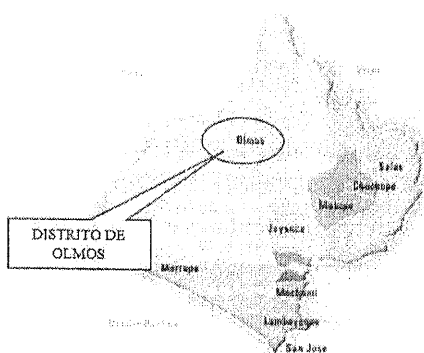 Olmos
Salas
Chochope
Motupe
DISTRITO DE
OLMOS
Jayanca
Morrope
Mochumi
Lambayeque
San Jose